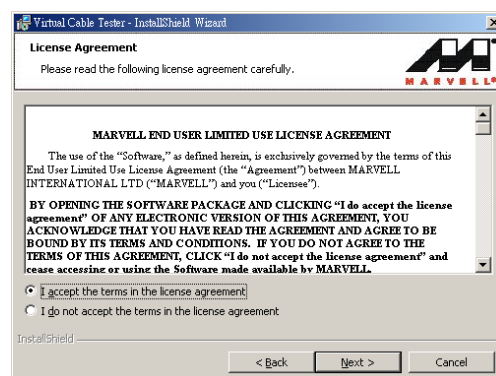 Virtual Cable Tester - InstallShield Wizard
License Agreement
Please read the following license agreement carefully.
MARVELL®
MARVELL END USER LIMITED USE LICENSE AGREEMENT
The use of the “Software,” as defined herein, is exclusively governed by the terms of this
End User Limited Use License Agreement (the “Agreement”) between MARVELL
INTERNATIONAL LTD (“MARVELL”) and you (“Licensee”).
BY OPENING THE SOFTWARE PACKAGE AND CLICKING “I do accept the license
agreement” OF ANY ELECTRONIC VERSION OF THIS AGREEMENT, YOU
ACKNOWLEDGE THAT YOU HAVE READ THE AGREEMENT AND AGREE TO BE
BOUND BY ITS TERMS AND CONDITIONS. IF YOU DO NOT AGREE TO THE
TERMS OF THIS AGREEMENT, CLICK “I do not accept the license agreement” and
cease accessing or using the Software made available by MARVELL.
I accept the terms in the license agreement
I do not accept the terms in the license agreement
InstallShield
< Back
Next >
Cancel